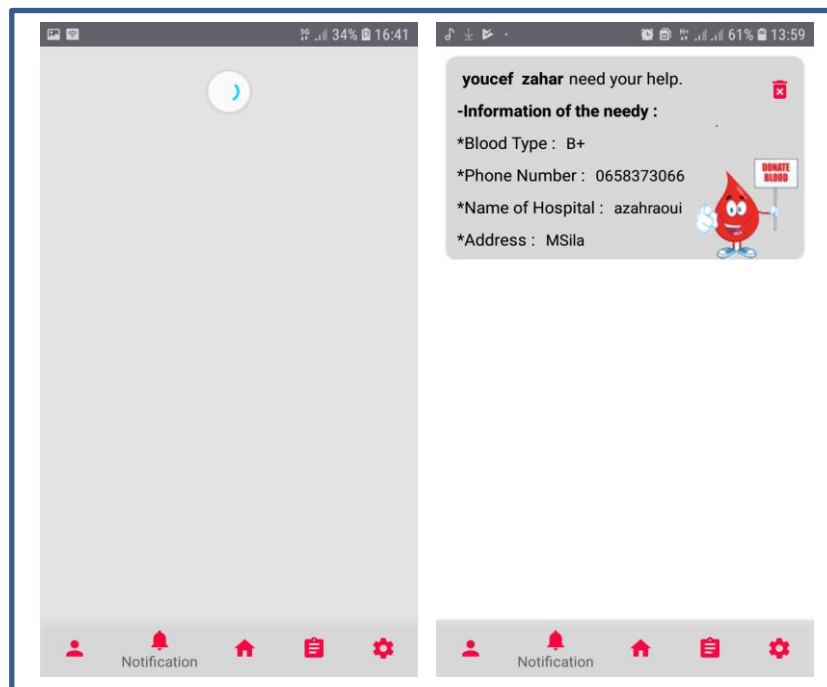 3G 34% 16:41
Notification
H+ 61% 13:59
youcef zahar need your help.
-Information of the needy :
*Blood Type : B+
*Phone Number : 0658373066
*Name of Hospital : azahraoui
*Address : MSila
DONATE
BLOOD
Notification